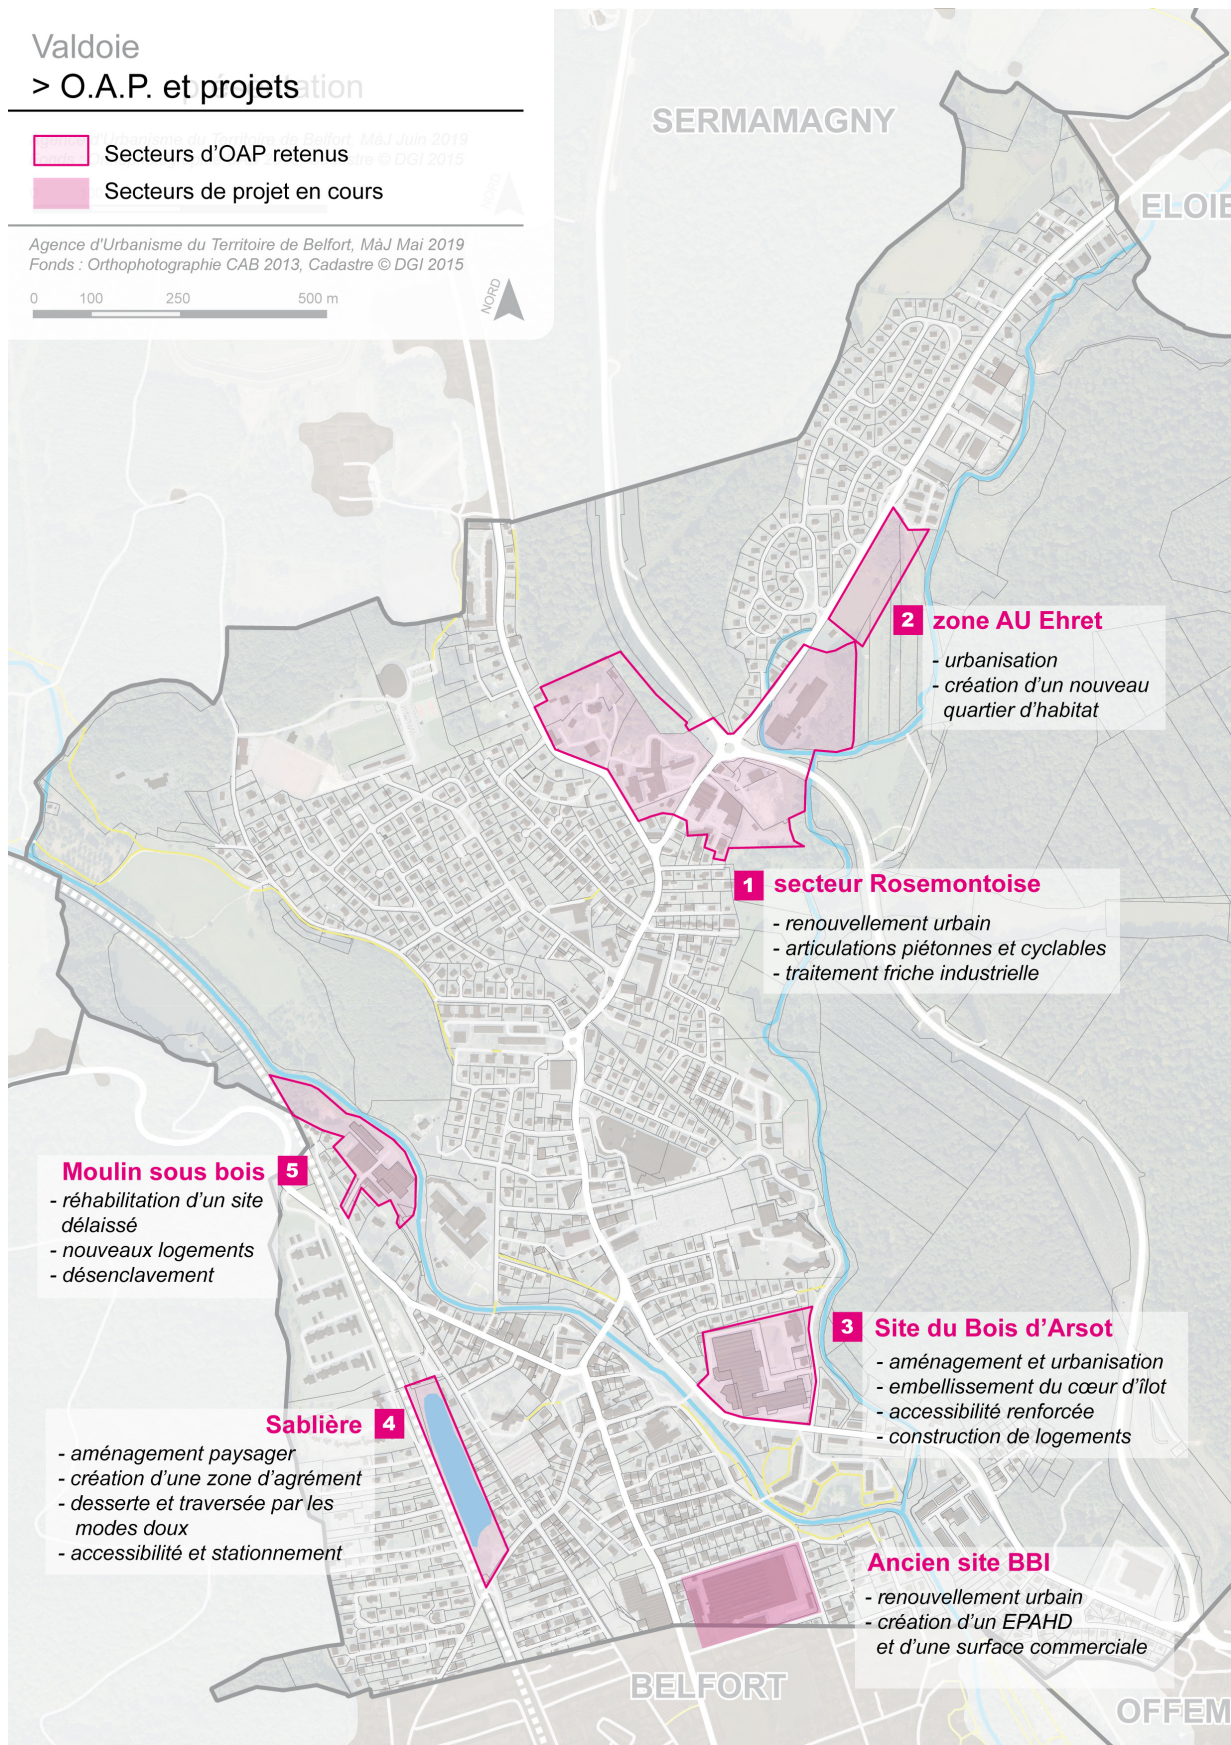 Valdoie
> O.A.P. et projets
Secteurs d'OAP retenus
Secteurs de projet en cours
Agence d'Urbanisme du Territoire de Belfort, MàJ Mai 2019
Fonds : Orthophotographie CAB 2013, Cadastre © DGI 2015
0 100 250 500 m
NORD
SERMAMAGNY
ELOIE
2 zone AU Ehret
- urbanisation
- création d'un nouveau
quartier d'habitat
1 secteur Rosemontoise
- renouvellement urbain
- articulations piétonnes et cyclables
- traitement friche industrielle
Moulin sous bois 5
- réhabilitation d'un site
délaissé
- nouveaux logements
- désenclavement
3 Site du Bois d'Arsot
- aménagement et urbanisation
- embellissement du cœur d'îlot
- accessibilité renforcée
- construction de logements
Sablière 4
- aménagement paysager
- création d'une zone d'agrément
- desserte et traversée par les
modes doux
- accessibilité et stationnement
Ancien site BBI
- renouvellement urbain
- création d'un EPAHD
et d'une surface commerciale
BELFORT
OFFEM